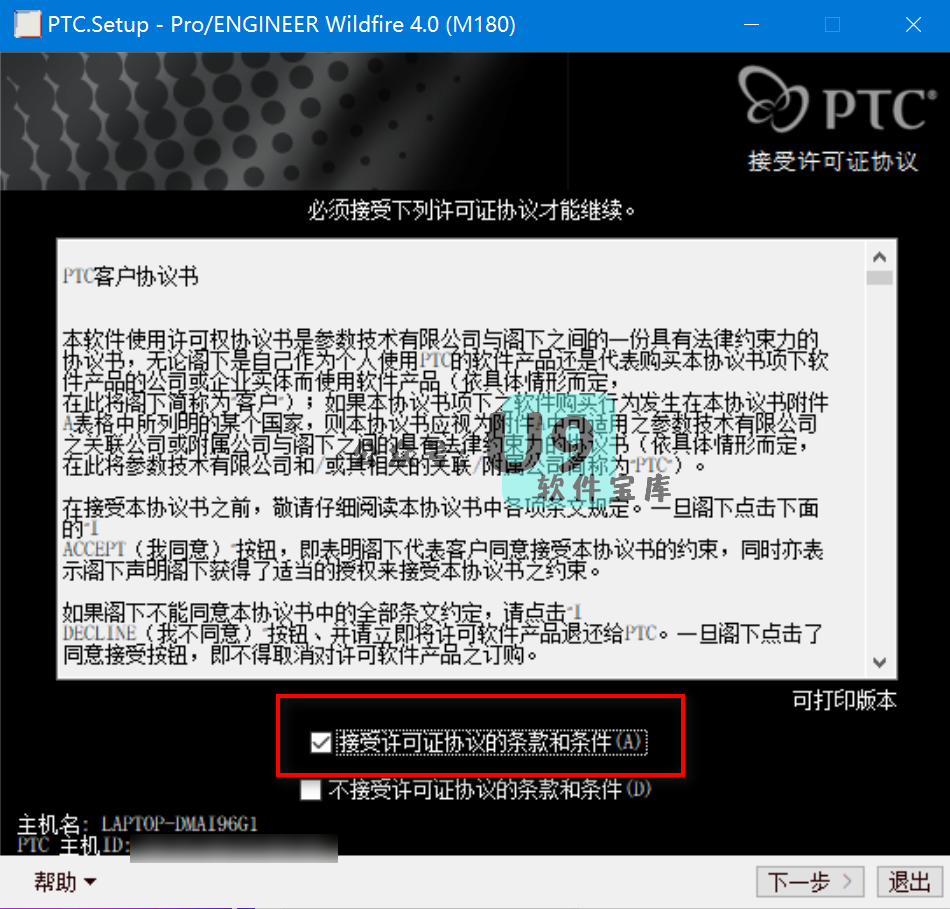 PTC.Setup - Pro/ENGINEER Wildfire 4.0 (M180)
PTC®
接受许可证协议
必须接受下列许可证协议才能继续。
PTC客户协议书
本软件使用许可权协议书是参数技术有限公司与阁下之间的一份具有法律约束力的
协议书，无论阁下是自己作为个人使用PTC的软件产品还是代表购买本协议书项下软
件产品的公司或企业实体而使用软件产品（依具体情形而定，
在此将阁下简称为"客户"）；如果本协议书项下之软件购买行为发生在本协议书附件
A表格中所列明的某个国家，则本协议书应视为附件 适用之参数技术有限公司
之关联公司或附属公司与阁下之间的具有法律约束力的协议书（依具体情形而定，
在此将参数技术有限公司和/或其相关的关联/附属公司简称为"PTC"）。
U9
软件宝库
在接受本协议书之前，敬请仔细阅读本协议书中各项条文规定。一旦阁下点击下面
的"I
ACCEPT（我同意）"按钮，即表明阁下代表客户同意接受本协议书的约束，同时亦表
示阁下声明阁下获得了适当的授权来接受本协议书之约束。
如果阁下不能同意本协议书中的全部条文约定，请点击"I
DECLINE（我不同意）"按钮、并请立即将许可软件产品退还给PTC。一旦阁下点击了
同意接受按钮，即不得取消对许可软件产品之订购。
可打印版本
接受许可证协议的条款和条件(A)
不接受许可证协议的条款和条件(D)
主机名: LAPTOP-DMAI96G1
PTC 主机ID:
帮助
下一步
退出